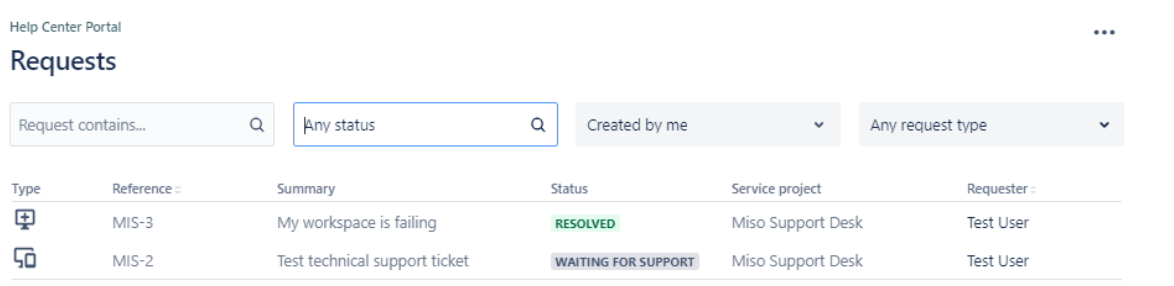 Help Center Portal
Requests
Request contains...
Any status
Created by me
Any request type
Type Reference Summary Status Service project Requester
MIS-3 My workspace is failing RESOLVED Miso Support Desk Test User
MIS-2 Test technical support ticket WAITING FOR SUPPORT Miso Support Desk Test User